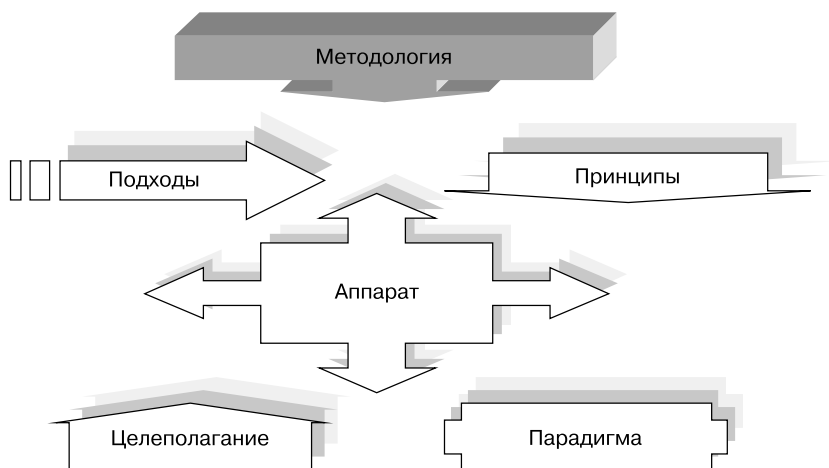 Методология
Подходы
Принципы
Аппарат
Целеполагание
Парадигма